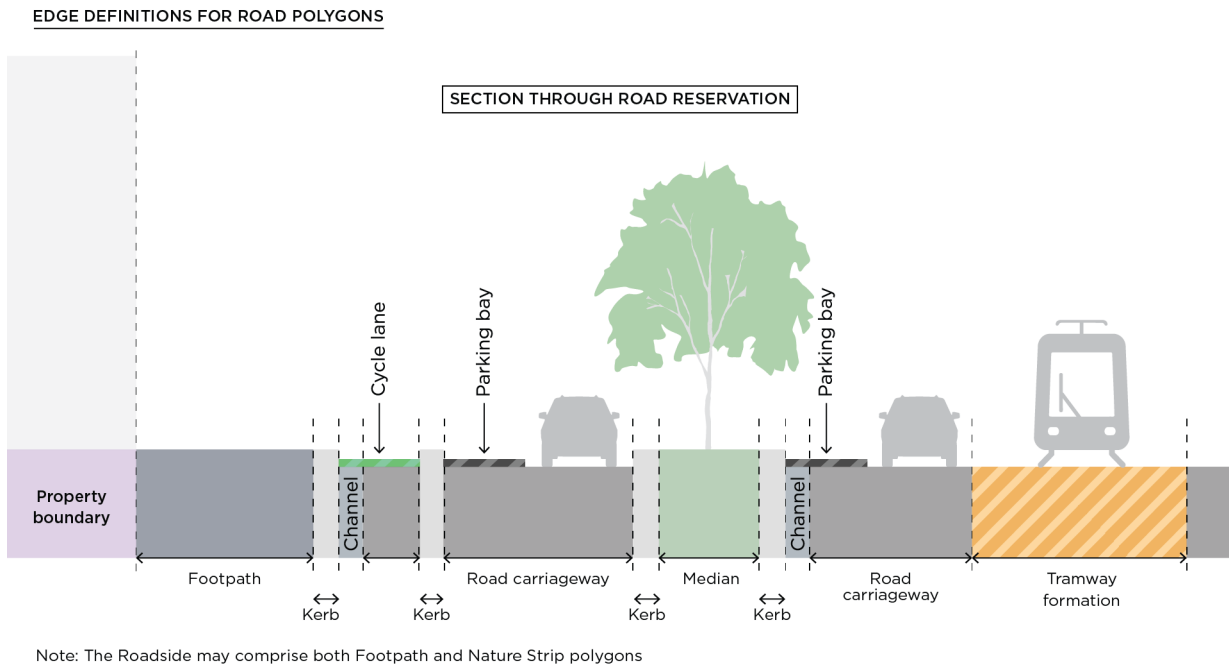 EDGE DEFINITIONS FOR ROAD POLYGONS
SECTION THROUGH ROAD RESERVATION
Cycle lane
Parking bay
Parking bay
Property
boundary
Channel
Channel
Footpath
Road carriageway
Median
Road
carriageway
Tramway
formation
Kerb
Kerb
Kerb
Kerb
Note: The Roadside may comprise both Footpath and Nature Strip polygons